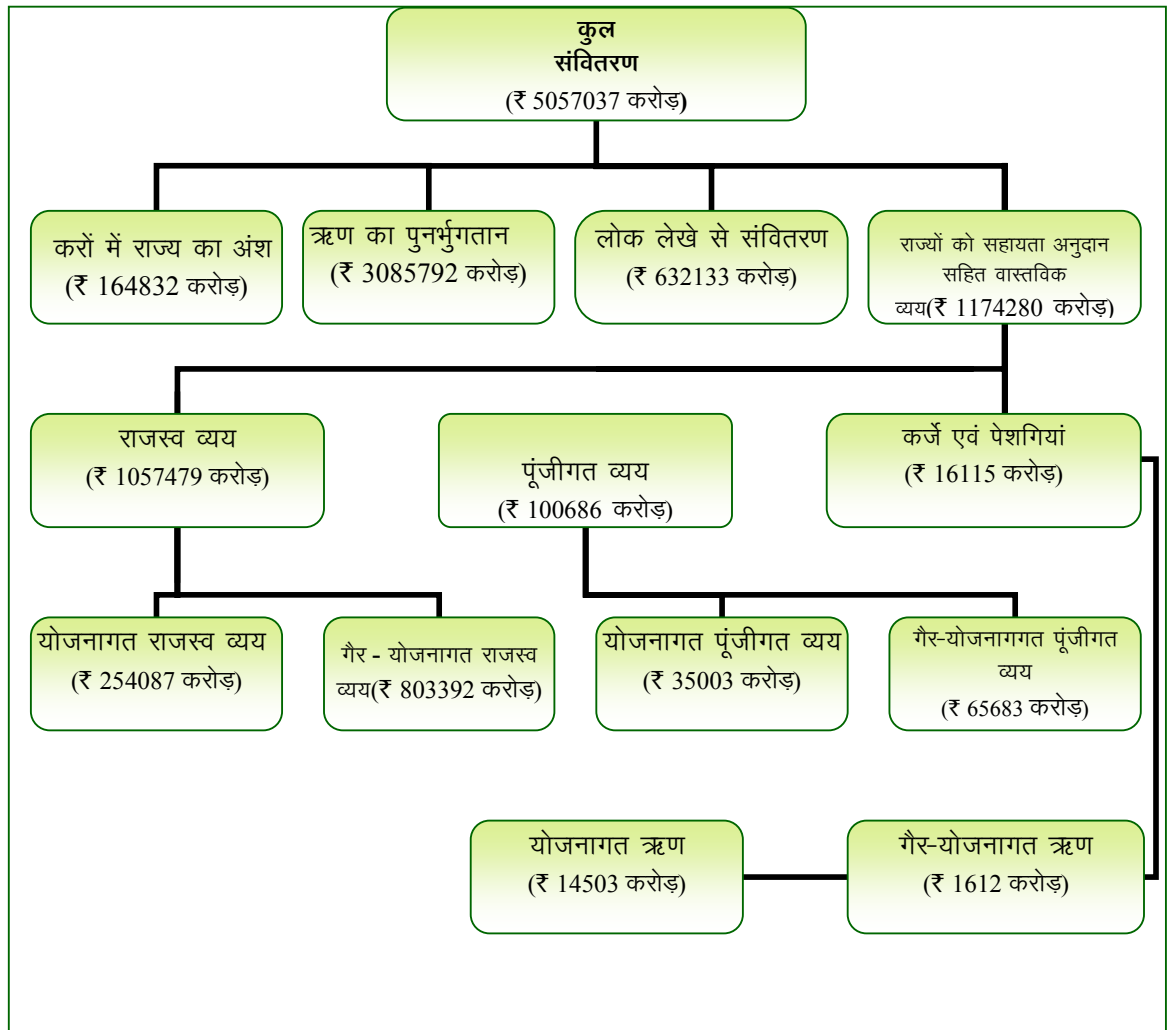 कुल
संवितरण
(₹ 5057037 करोड़)
करों में राज्य का अंश
(₹ 164832 करोड़)
ऋण का पुनर्भुगतान
(₹ 3085792 करोड़)
लोक लेखे से संवितरण
(₹ 632133 करोड़)
राज्यों को सहायता अनुदान
सहित वास्तविक
व्यय(₹ 1174280 करोड़)
राजस्व व्यय
(₹ 1057479 करोड़)
पूंजीगत व्यय
(₹ 100686 करोड़)
कर्जे एवं पेशगियां
(₹ 16115 करोड़)
योजनागत राजस्व व्यय
(₹ 254087 करोड़)
गैर - योजनागत राजस्व
व्यय(₹ 803392 करोड़)
योजनागत पूंजीगत व्यय
(₹ 35003 करोड़)
गैर-योजनागगत पूंजीगत
व्यय
(₹ 65683 करोड़)
योजनागत ऋण
(₹ 14503 करोड़)
गैर-योजनागत ऋण
(₹ 1612 करोड़)